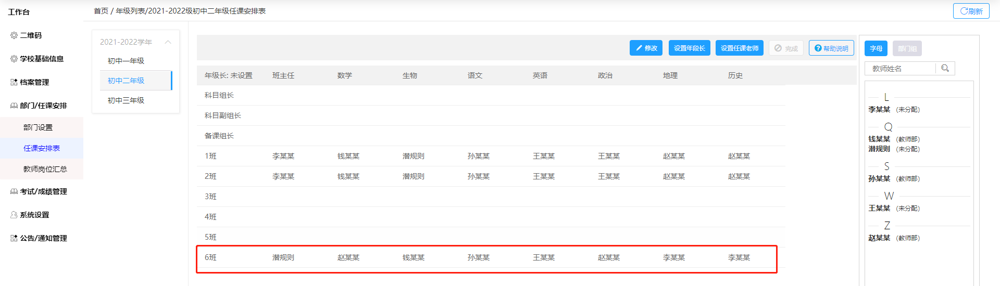 工作台
首页 / 年级列表/2021-2022级初中二年级任课安排表
刷新
二维码
学校基础信息
档案管理
部门/任课安排
部门设置
任课安排表
教师岗位汇总
考试/成绩管理
系统设置
公告/通知管理
2021-2022学年
初中一年级
初中二年级
初中三年级
修改 设置年段长 设置任课老师 完成 帮助说明
年级长: 未设置 班主任 数学 生物 语文 英语 政治 地理 历史
科目组长
科目副组长
备课组长
1班 李某某 钱某某 潜规则 孙某某 王某某 王某某 赵某某 赵某某
2班 李某某 钱某某 潜规则 孙某某 王某某 王某某 赵某某 赵某某
3班
4班
5班
6班 潜规则 赵某某 钱某某 孙某某 王某某 赵某某 李某某 李某某
字母 部门组
教师姓名
L
李某某 (未分配)
Q
钱某某 (教师部)
潜规则 (未分配)
S
孙某某 (教师部)
W
王某某 (未分配)
Z
赵某某 (教师部)